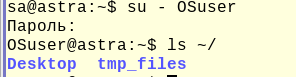 sa@astra:~$ su - OSuser
Пароль:
OSuser@astra:~$ ls ~/
Desktop  tmp_files